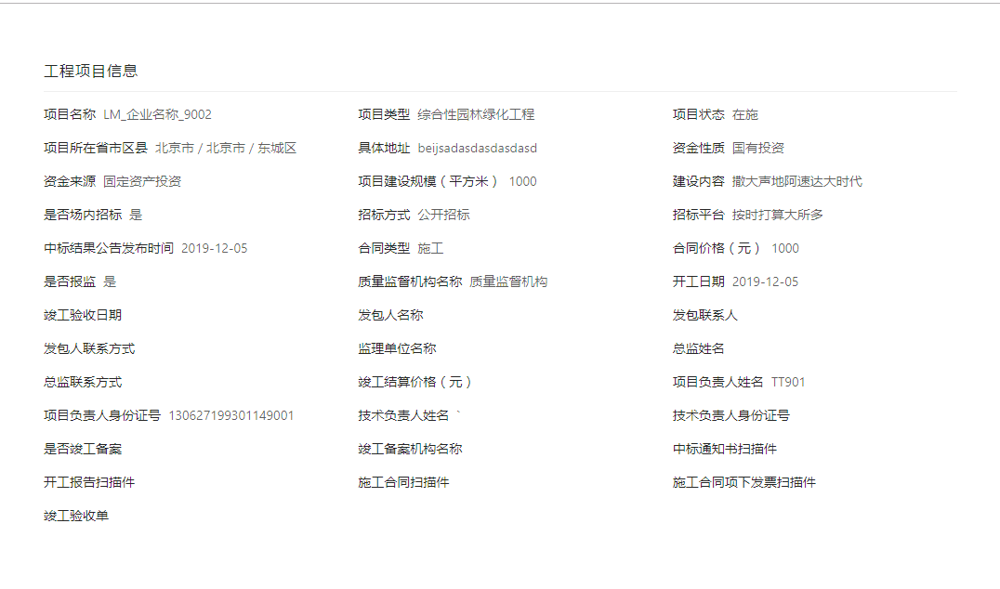 工程项目信息
项目名称 LM_企业名称_9002 项目类型 综合性园林绿化工程 项目状态 在施
项目所在省市区县 北京市 / 北京市 / 东城区 具体地址 beijsadasdasdasdasd 资金性质 国有投资
资金来源 固定资产投资 项目建设规模（平方米） 1000 建设内容 撒大声地阿速达大时代
是否场内招标 是 招标方式 公开招标 招标平台 按时打算大所多
中标结果公告发布时间 2019-12-05 合同类型 施工 合同价格（元） 1000
是否报监 是 质量监督机构名称 质量监督机构 开工日期 2019-12-05
竣工验收日期 发包人名称 发包联系人
发包人联系方式 监理单位名称 总监姓名
总监联系方式 竣工结算价格（元） 项目负责人姓名 TT901
项目负责人身份证号 130627199301149001 技术负责人姓名 ` 技术负责人身份证号
是否竣工备案 竣工备案机构名称 中标通知书扫描件
开工报告扫描件 施工合同扫描件 施工合同项下发票扫描件
竣工验收单